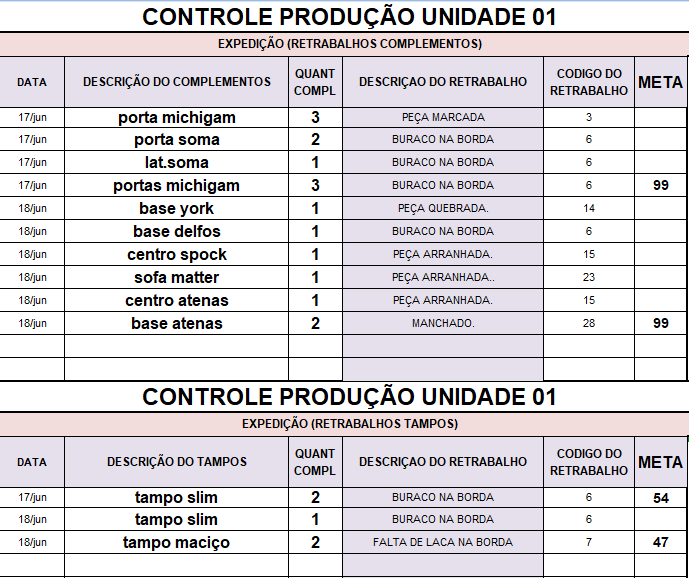 CONTROLE PRODUÇÃO UNIDADE 01
EXPEDIÇÃO (RETRABALHOS COMPLEMENTOS)
DATA DESCRIÇÃO DO COMPLEMENTOS QUANT COMPL DESCRIÇAO DO RETRABALHO CODIGO DO RETRABALHO META
17/jun porta michigam 3 PEÇA MARCADA 3
17/jun porta soma 2 BURACO NA BORDA 6
17/jun lat.soma 1 BURACO NA BORDA 6
17/jun portas michigam 3 BURACO NA BORDA 6 99
18/jun base york 1 PEÇA QUEBRADA. 14
18/jun base delfos 1 BURACO NA BORDA 6
18/jun centro spock 1 PEÇA ARRANHADA. 15
18/jun sofa matter 1 PEÇA ARRANHADA.. 23
18/jun centro atenas 1 PEÇA ARRANHADA. 15
18/jun base atenas 2 MANCHADO. 28 99
CONTROLE PRODUÇÃO UNIDADE 01
EXPEDIÇÃO (RETRABALHOS TAMPOS)
DATA DESCRIÇÃO DO TAMPOS QUANT COMPL DESCRIÇAO DO RETRABALHO CODIGO DO RETRABALHO META
17/jun tampo slim 2 BURACO NA BORDA 6 54
18/jun tampo slim 1 BURACO NA BORDA 6
18/jun tampo maciço 2 FALTA DE LACA NA BORDA 7 47